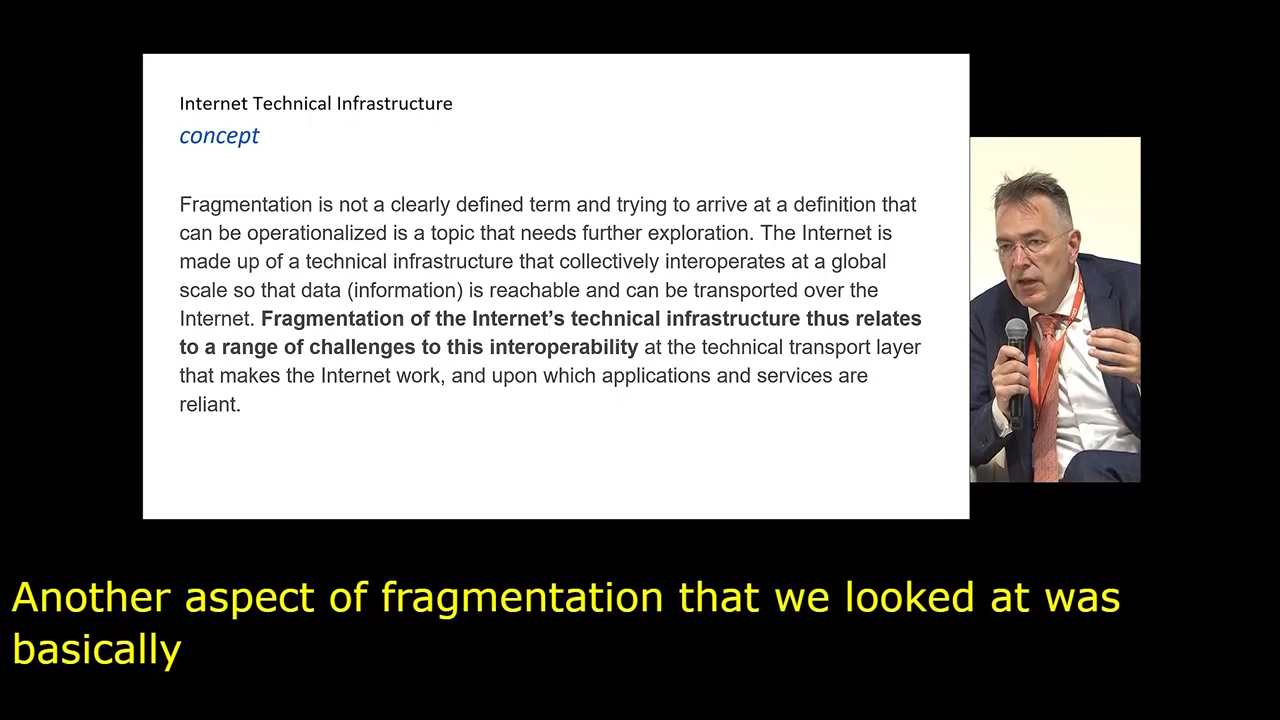 Internet Technical Infrastructure
concept
Fragmentation is not a clearly defined term and trying to arrive at a definition that
can be operationalized is a topic that needs further exploration. The Internet is
made up of a technical infrastructure that collectively interoperates at a global
scale so that data (information) is reachable and can be transported over the
Internet. Fragmentation of the Internet’s technical infrastructure thus relates
to a range of challenges to this interoperability at the technical transport layer
that makes the Internet work, and upon which applications and services are
reliant.
Another aspect of fragmentation that we looked at was
basically